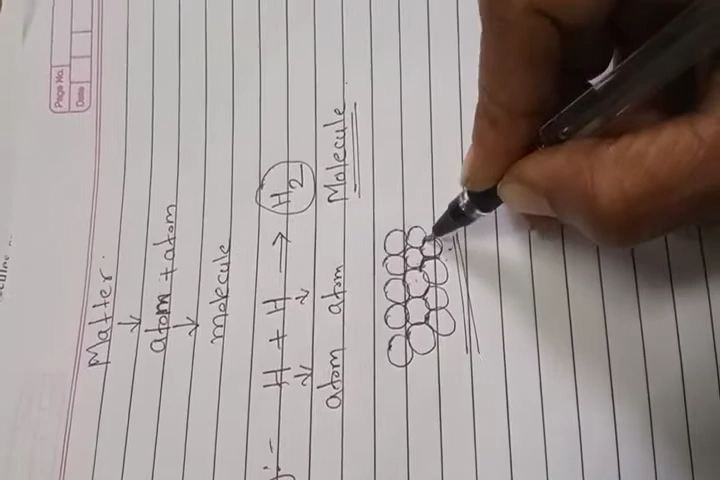 Page No.
Date
Matter.
↓
atom + atom
↓
molecule
:- H + H → H2
↓ ↓
atom atom Molecule.